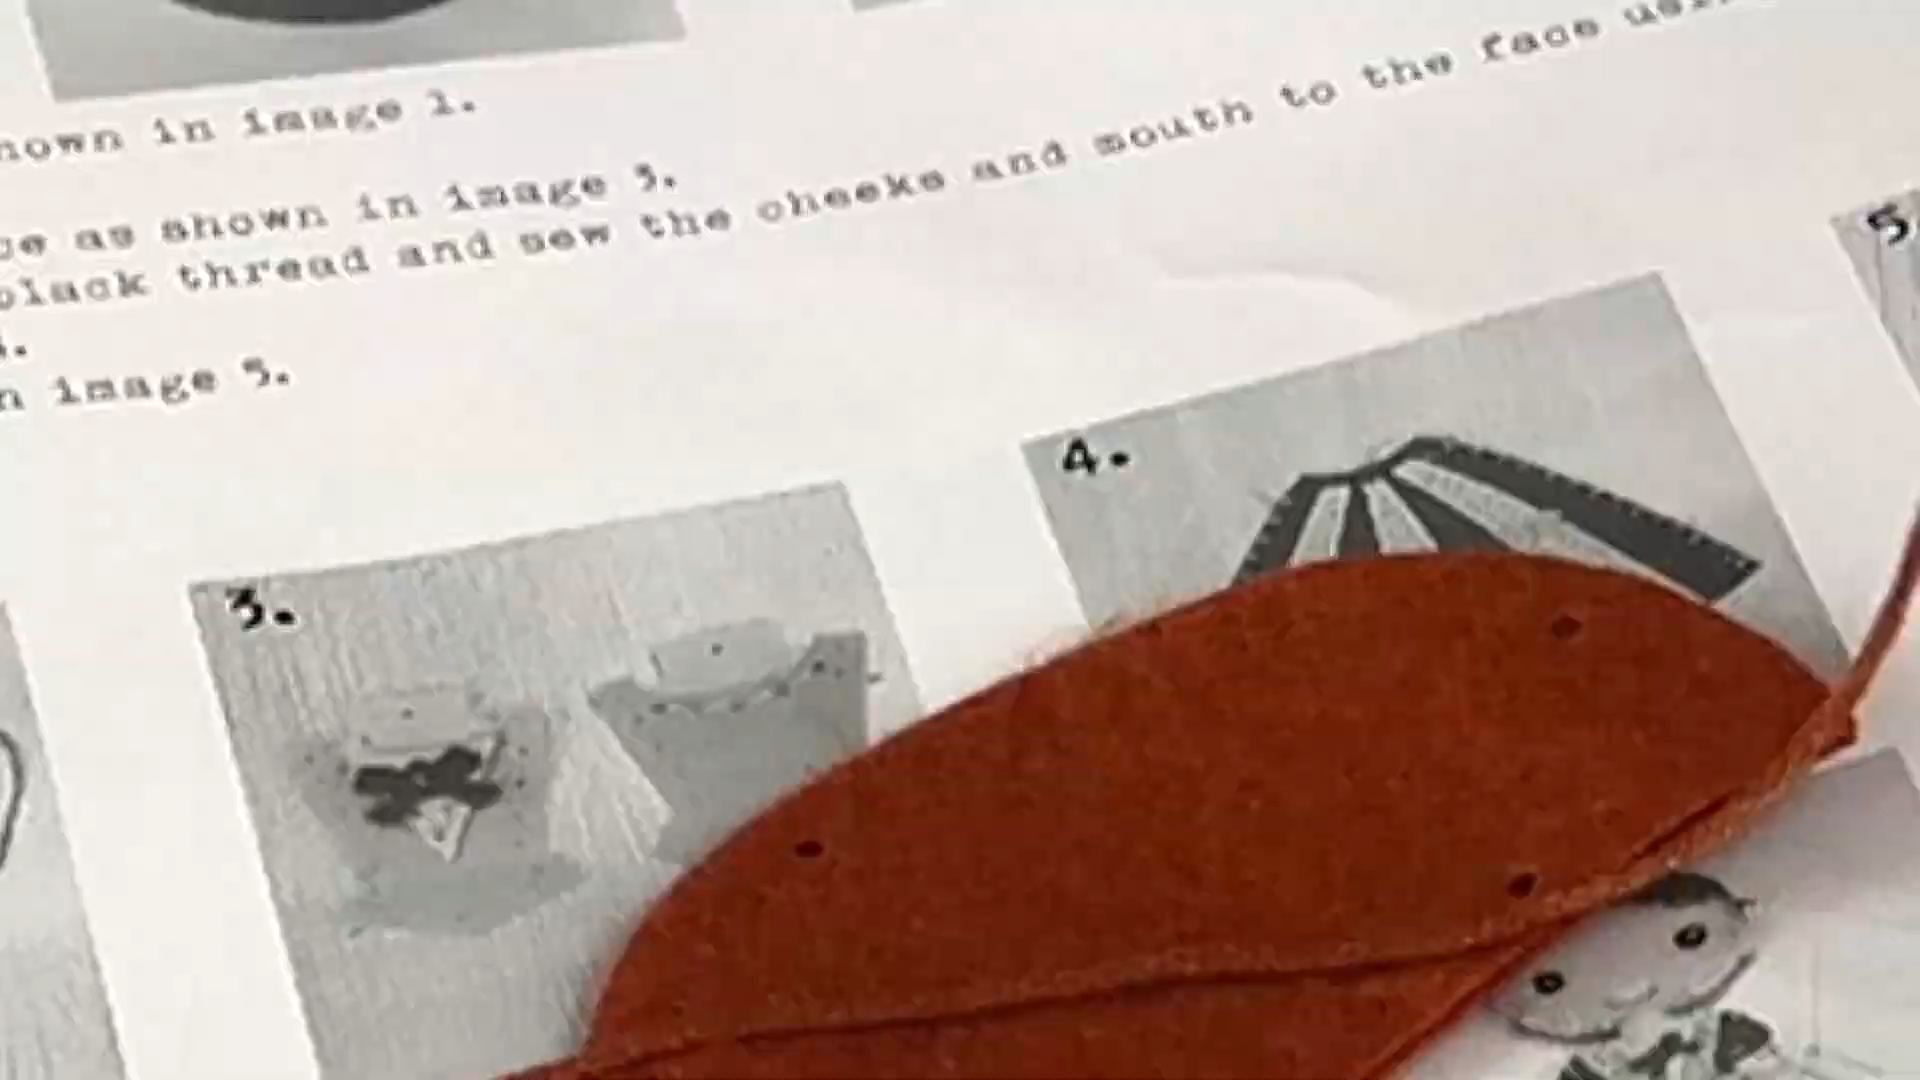 hown in image 1.
as shown in image 3.
black thread and sew the cheeks and mouth to the face
n image 5.
5
4.
3.